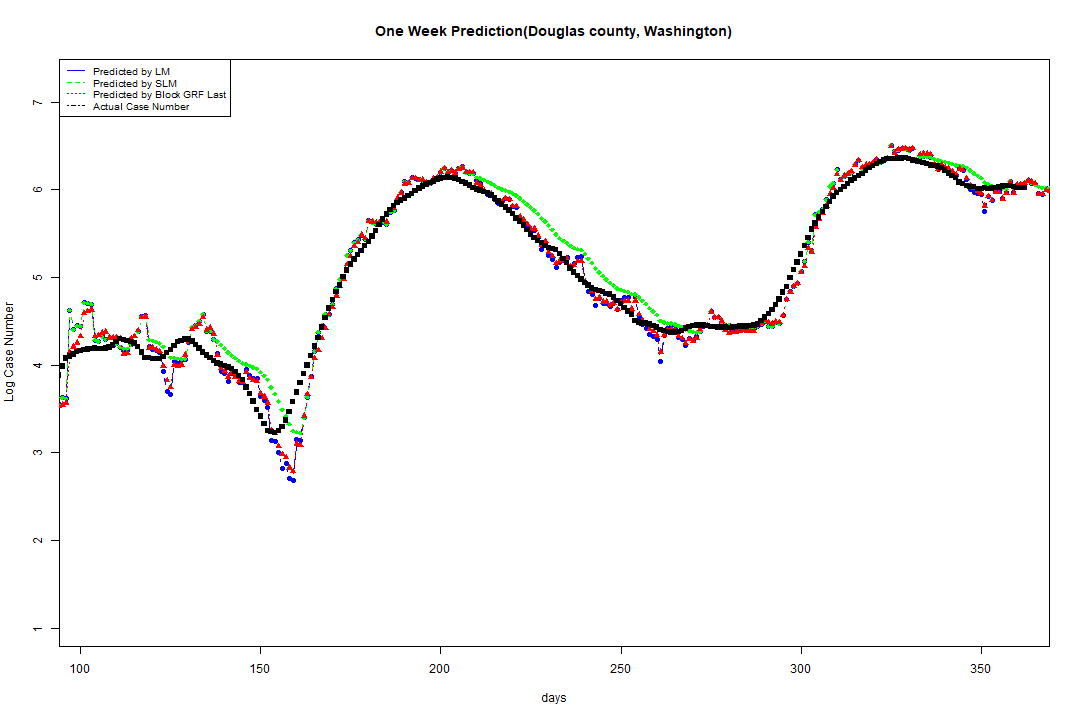 One Week Prediction(Douglas county, Washington)
Predicted by LM
Predicted by SLM
Predicted by Block GRF Last
Actual Case Number
7
6
5
4
3
2
1
Log Case Number
100 150 200 250 300 350
days